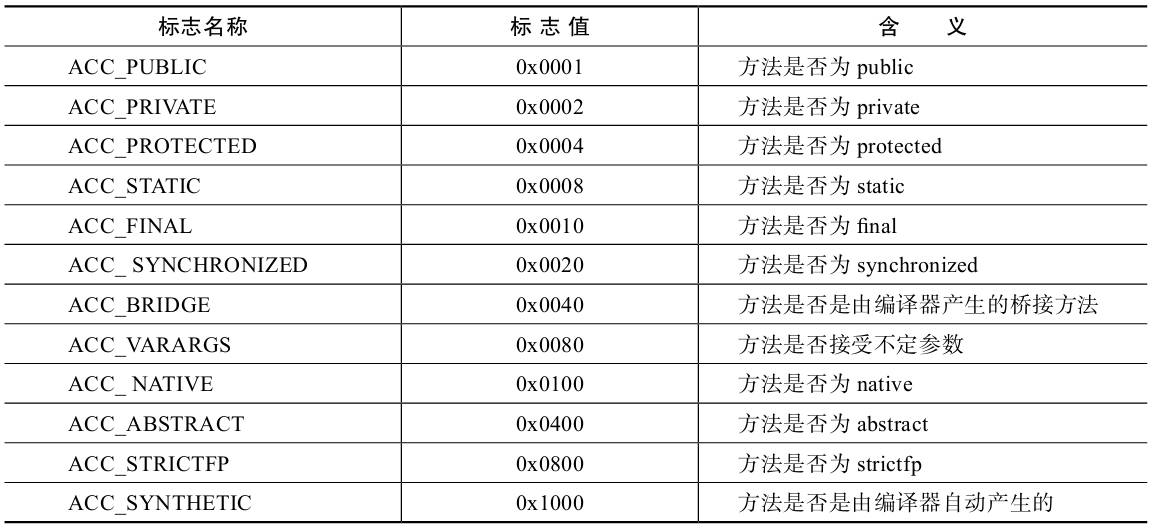 标志名称 标志值 含义
ACC_PUBLIC 0x0001 方法是否为 public
ACC_PRIVATE 0x0002 方法是否为 private
ACC_PROTECTED 0x0004 方法是否为 protected
ACC_STATIC 0x0008 方法是否为 static
ACC_FINAL 0x0010 方法是否为 final
ACC_ SYNCHRONIZED 0x0020 方法是否为 synchronized
ACC_BRIDGE 0x0040 方法是否是由编译器产生的桥接方法
ACC_VARARGS 0x0080 方法是否接受不定参数
ACC_ NATIVE 0x0100 方法是否为 native
ACC_ABSTRACT 0x0400 方法是否为 abstract
ACC_STRICTFP 0x0800 方法是否为 strictfp
ACC_SYNTHETIC 0x1000 方法是否是由编译器自动产生的